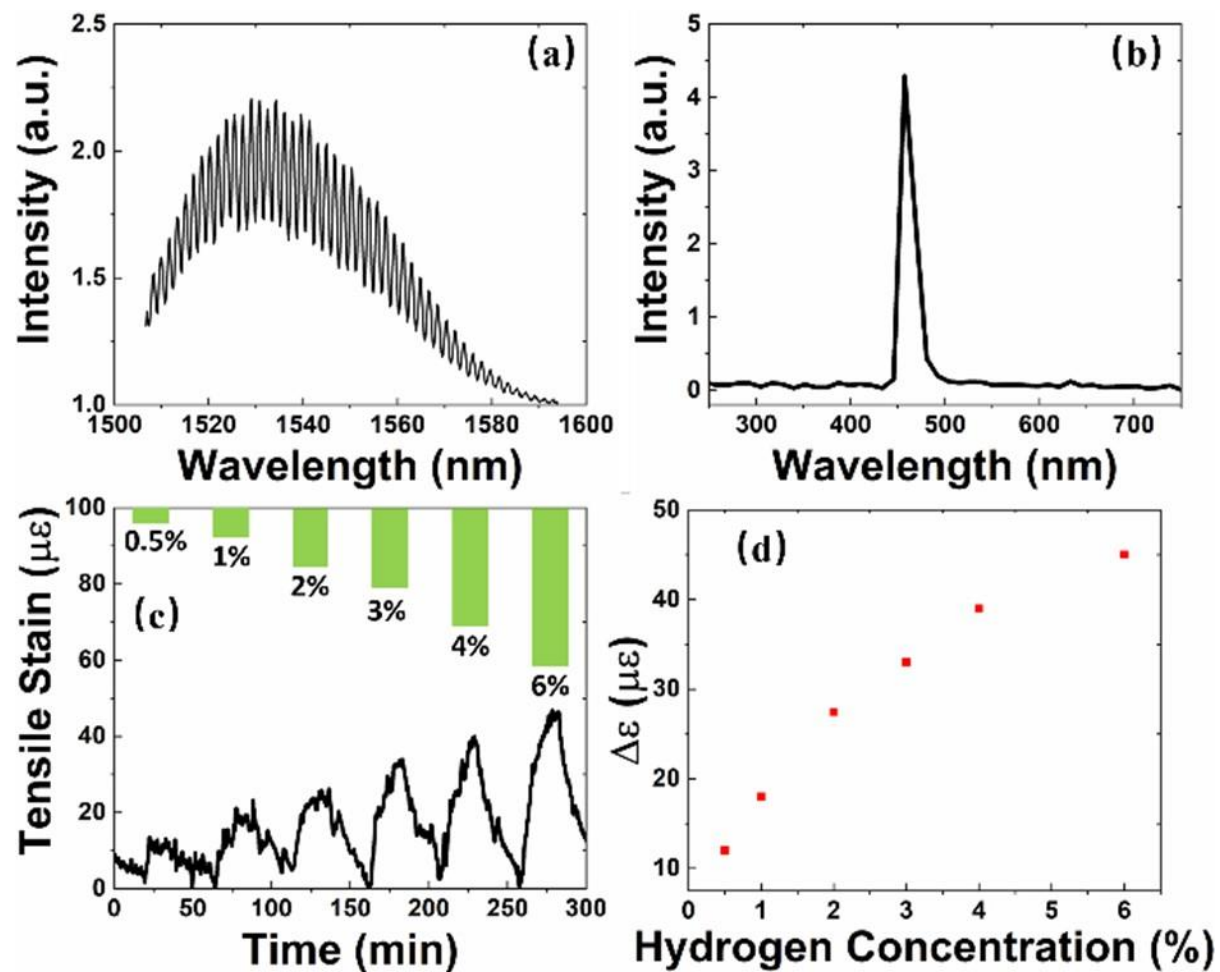 (a)
2.5
2.0
1.5
1.0
Intensity (a.u.)
1500 1520 1540 1560 1580 1600
Wavelength (nm)
(b)
5
4
3
2
1
0
Intensity (a.u.)
300 400 500 600 700
Wavelength (nm)
(c)
100
80
60
40
20
0
Tensile Stain (με)
0.5%
1%
2%
3%
4%
6%
0 50 100 150 200 250 300
Time (min)
(d)
50
40
30
20
10
Δε (με)
0 1 2 3 4 5 6
Hydrogen Concentration (%)